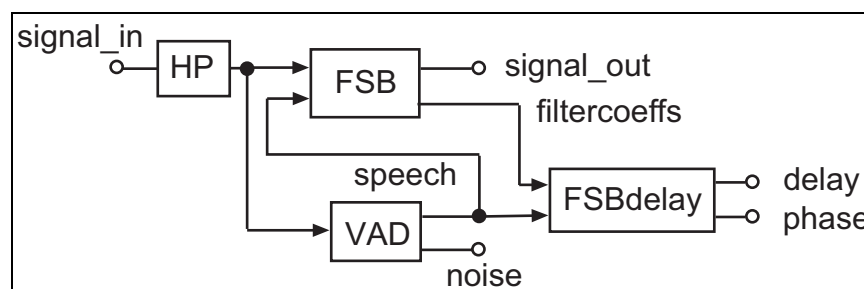 signal_in
HP
FSB
signal_out
filtercoeffs
speech
VAD
noise
FSBdelay
delay
phase